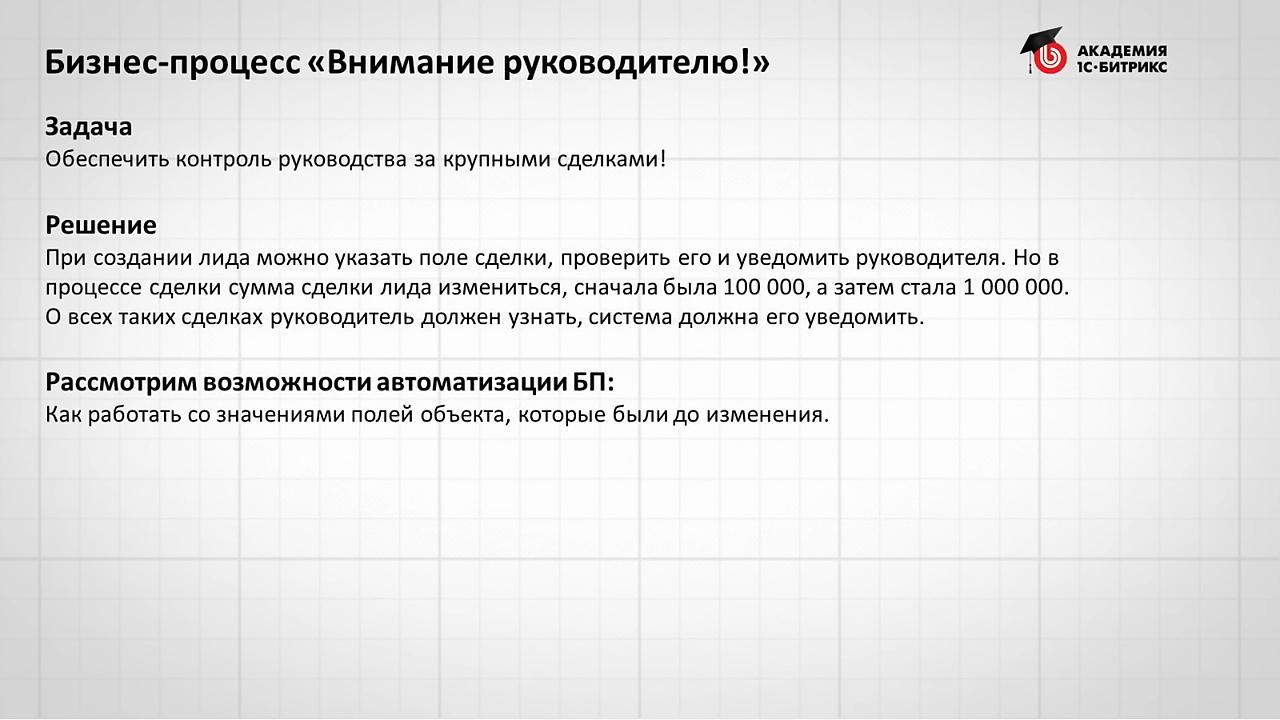 Бизнес-процесс «Внимание руководителю!»
АКАДЕМИЯ
1С·БИТРИКС
Задача
Обеспечить контроль руководства за крупными сделками!
Решение
При создании лида можно указать поле сделки, проверить его и уведомить руководителя. Но в
процессе сделки сумма сделки лида измениться, сначала была 100 000, а затем стала 1 000 000.
О всех таких сделках руководитель должен узнать, система должна его уведомить.
Рассмотрим возможности автоматизации БП:
Как работать со значениями полей объекта, которые были до изменения.